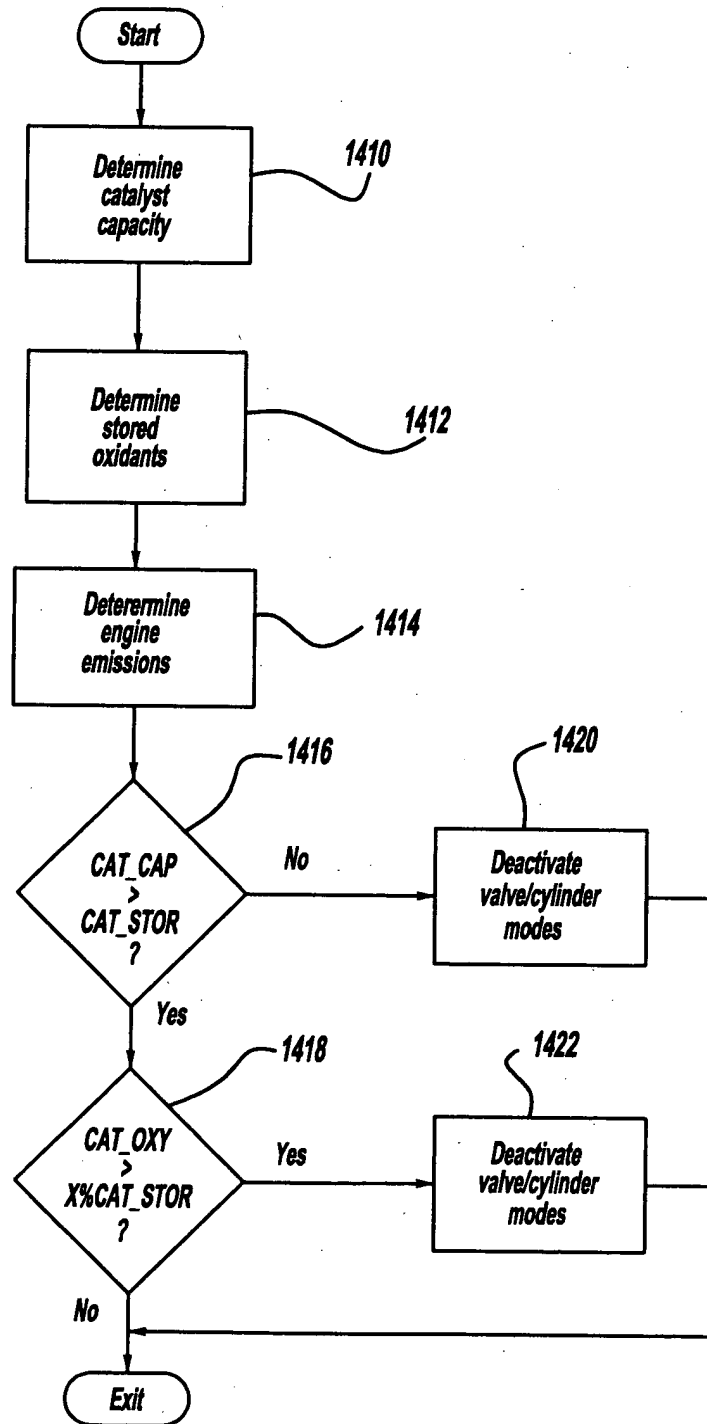 Start
Determine
catalyst
capacity
1410
Determine
stored
oxidants
1412
Deterermine
engine
emissions
1414
1416
CAT_CAP
>
CAT_STOR
?
No
1420
Deactivate
valve/cylinder
modes
Yes
1418
CAT_OXY
>
X%CAT_STOR
?
Yes
1422
Deactivate
valve/cylinder
modes
No
Exit